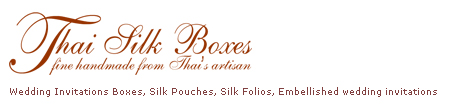 Thai Silk Boxes
fine handmade from Thai's artisan
Wedding Invitations Boxes, Silk Pouches, Silk Folios, Embellished wedding invitations